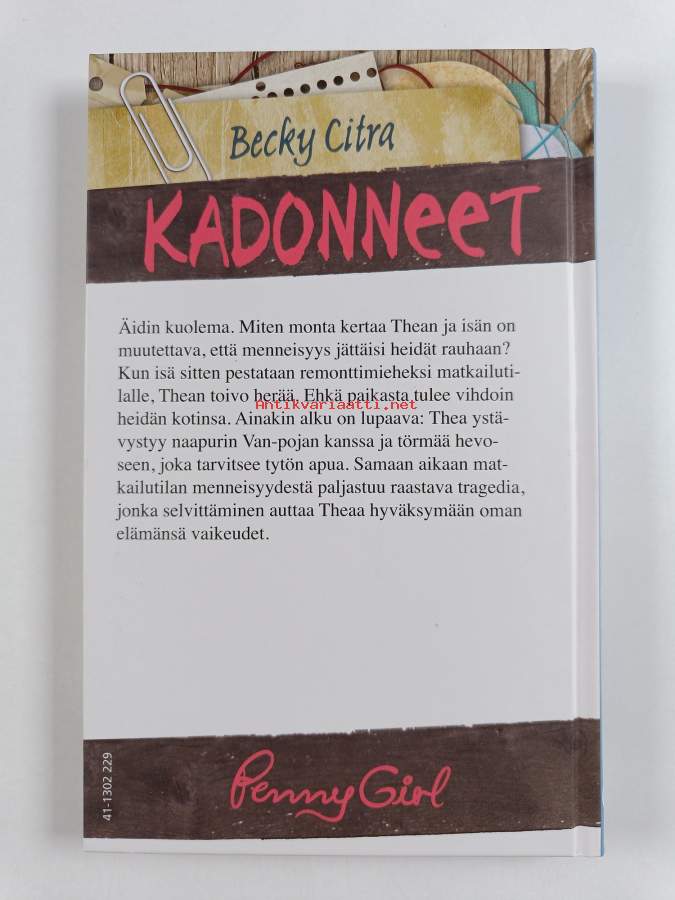 Becky Citra
KADONNeeT
Äidin kuolema. Miten monta kertaa Thean ja isän on
muutettava, että menneisyys jättäisi heidät rauhaan?
Kun isä sitten pestataan remonttimieheksi matkailuti-
lalle, Thean toivo herää. Ehkä paikasta tulee vihdoin
Antikvariaatti.net
heidän kotinsa. Ainakin alku on lupaava: Thea ystä-
vystyy naapurin Van-pojan kanssa ja törmää hevo-
seen, joka tarvitsee tytön apua. Samaan aikaan mat-
kailutilan menneisyydestä paljastuu raastava tragedia,
jonka selvittäminen auttaa Theaa hyväksymään oman
elämänsä vaikeudet.
41-1302 229
Penny Girl